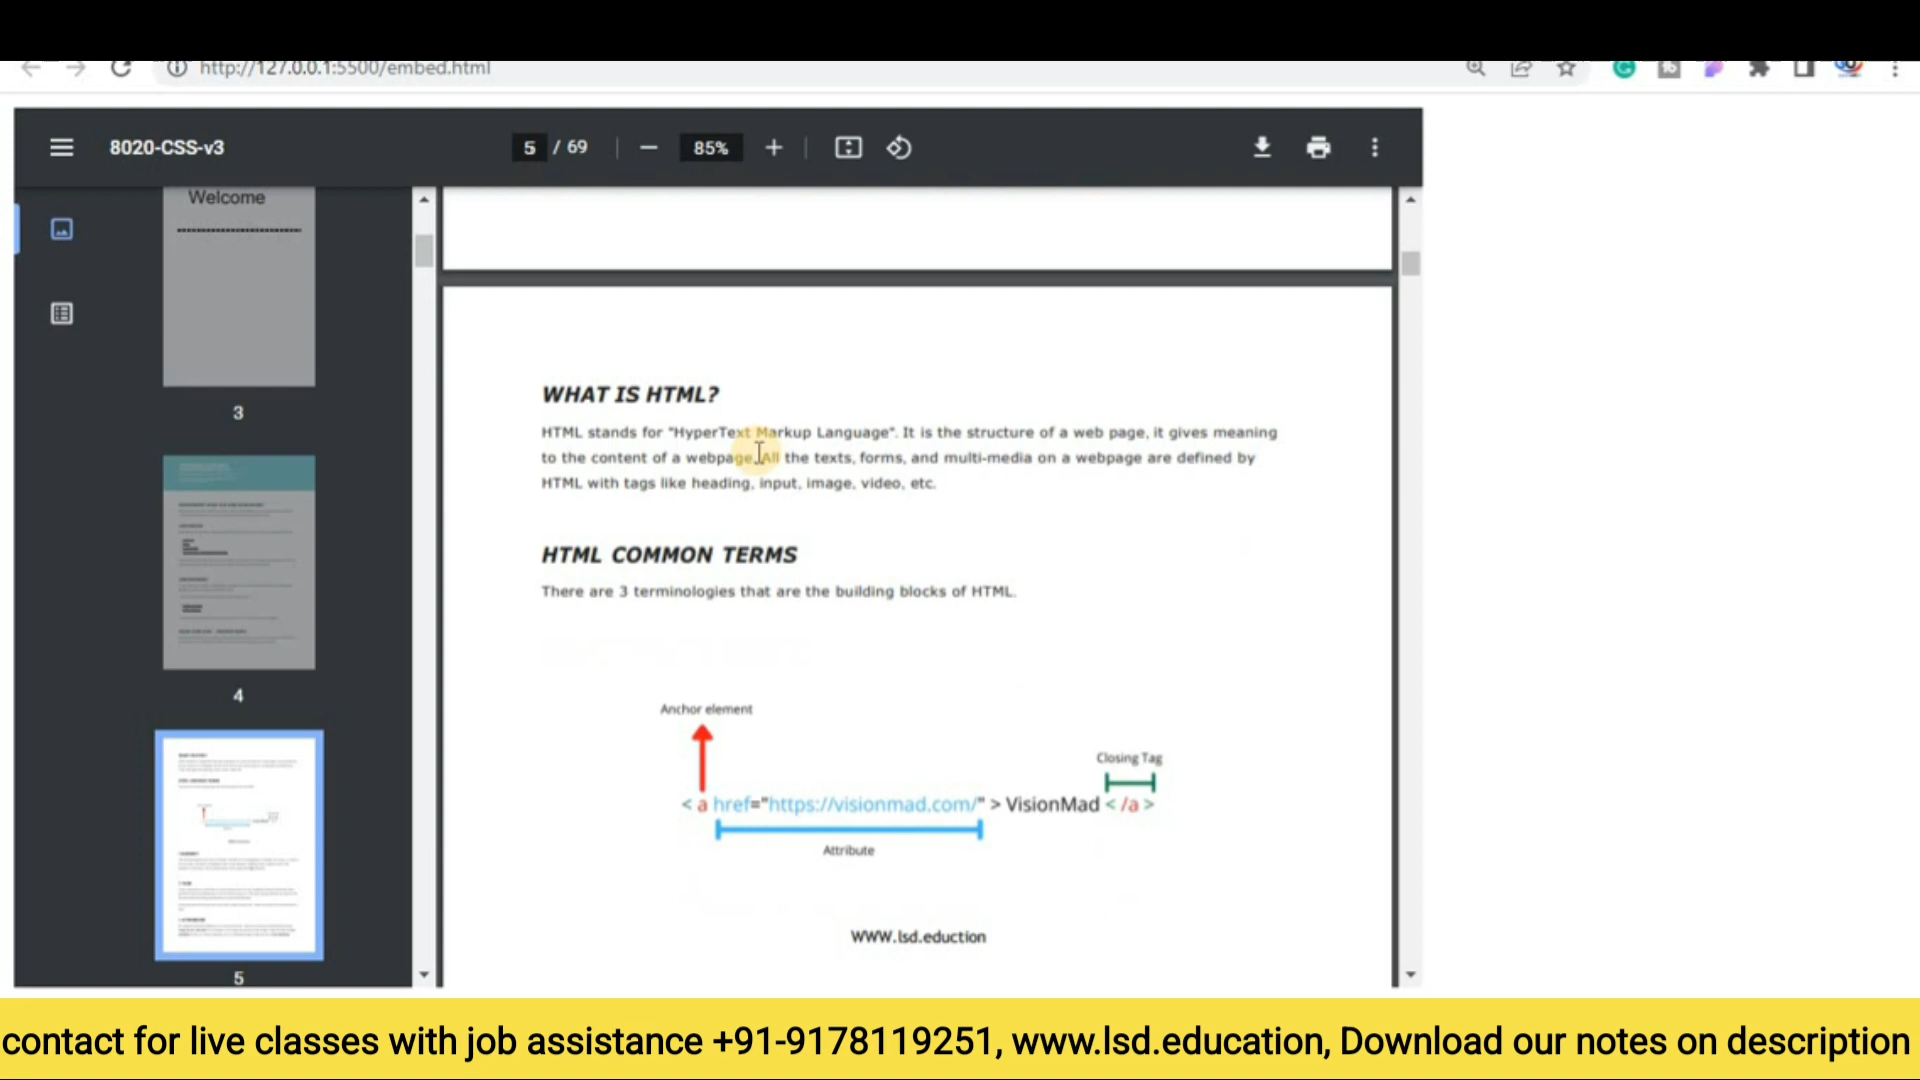 http://127.0.0.1:5500/embed.html
8020-CSS-v3
5 / 69
85%
Welcome
3
4
5
WHAT IS HTML?
HTML stands for "HyperText Markup Language". It is the structure of a web page, it gives meaning
to the content of a webpage. All the texts, forms, and multi-media on a webpage are defined by
HTML with tags like heading, input, image, video, etc.
HTML COMMON TERMS
There are 3 terminologies that are the building blocks of HTML.
Anchor element
Closing Tag
< a href="https://visionmad.com/" > VisionMad < /a >
Attribute
WWW.lsd.eduction
contact for live classes with job assistance +91-9178119251, www.lsd.education, Download our notes on description